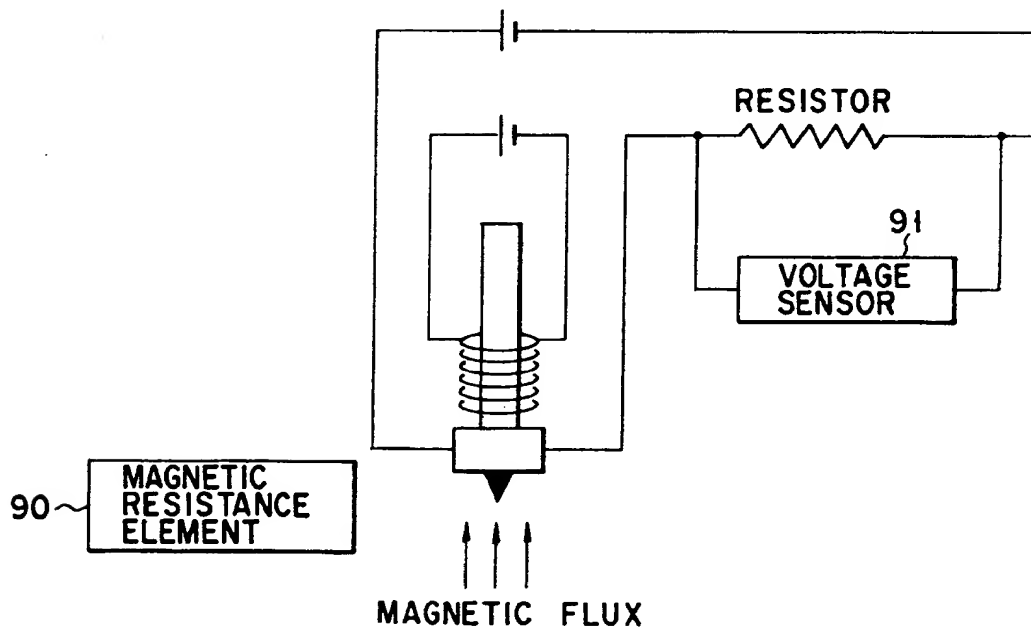 RESISTOR
91
VOLTAGE
SENSOR
90
MAGNETIC
RESISTANCE
ELEMENT
MAGNETIC FLUX